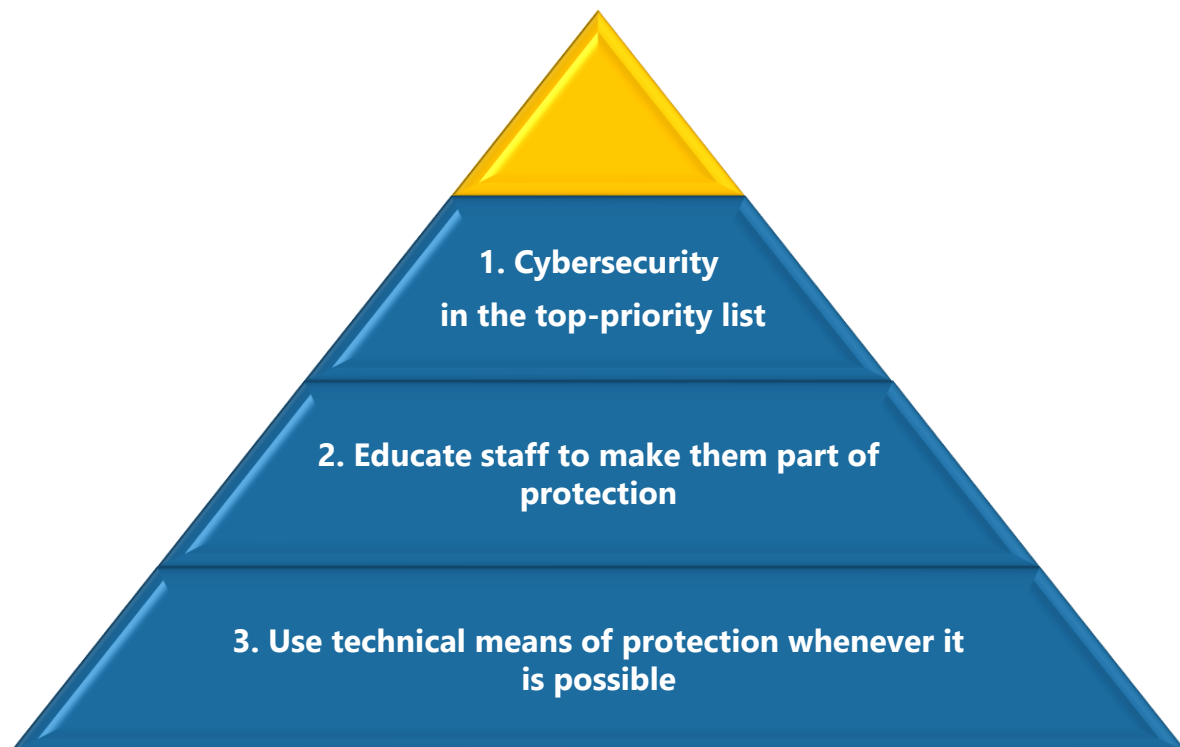 1. Cybersecurity
in the top-priority list
2. Educate staff to make them part of
protection
3. Use technical means of protection whenever it
is possible